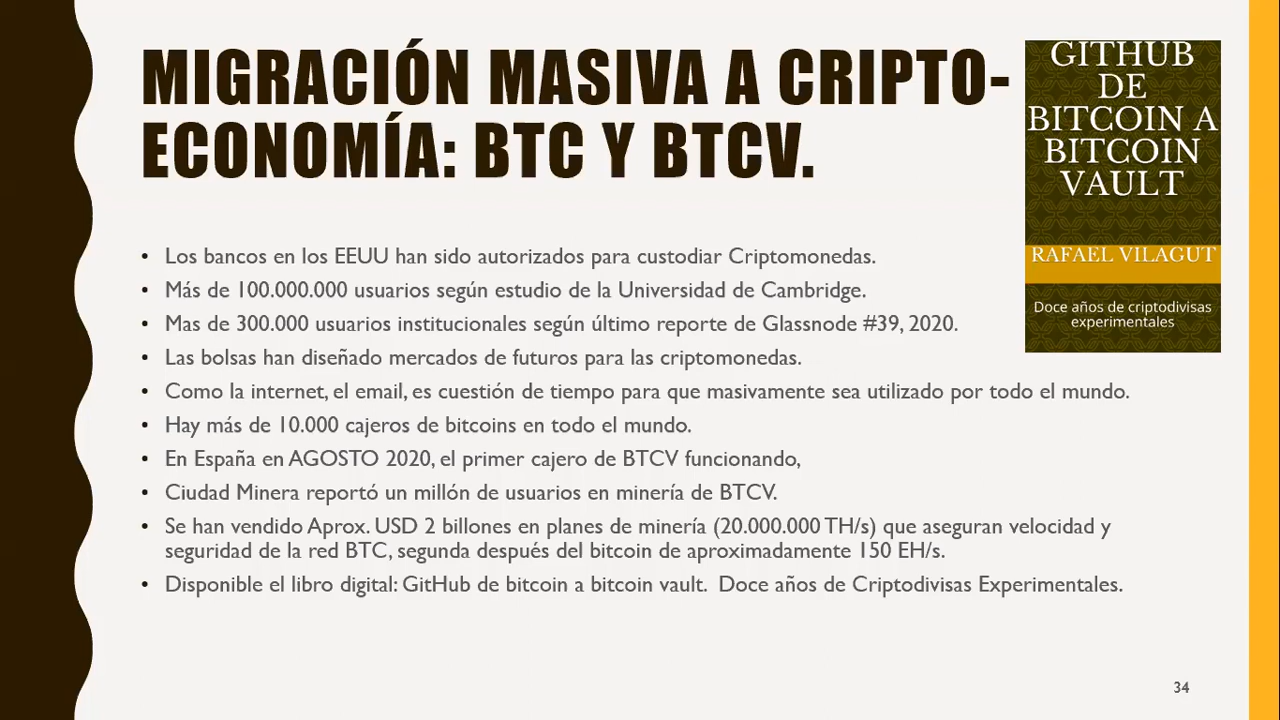 MIGRACIÓN MASIVA A CRIPTO-
ECONOMÍA: BTC Y BTCV.
GITHUB
DE
BITCOIN A
BITCOIN
VAULT
RAFAEL VILAGUT
Doce años de criptodivisas
experimentales
• Los bancos en los EEUU han sido autorizados para custodiar Criptomonedas.
• Más de 100.000.000 usuarios según estudio de la Universidad de Cambridge.
• Mas de 300.000 usuarios institucionales según último reporte de Glassnode #39, 2020.
• Las bolsas han diseñado mercados de futuros para las criptomonedas.
• Como la internet, el email, es cuestión de tiempo para que masivamente sea utilizado por todo el mundo.
• Hay más de 10.000 cajeros de bitcoins en todo el mundo.
• En España en AGOSTO 2020, el primer cajero de BTCV funcionando,
• Ciudad Minera reportó un millón de usuarios en minería de BTCV.
• Se han vendido Aprox. USD 2 billones en planes de minería (20.000.000 TH/s) que aseguran velocidad y
seguridad de la red BTC, segunda después del bitcoin de aproximadamente 150 EH/s.
• Disponible el libro digital: GitHub de bitcoin a bitcoin vault. Doce años de Criptodivisas Experimentales.
34